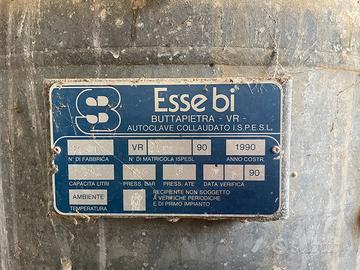 Esse bi
BUTTAPIETRA - VR -
AUTOCLAVE COLLAUDATO I.S.P.E.S.L.
VR 90 1990
N° DI FABBRICA N° DI MATRICOLA ISPESL ANNO COSTR.
90
CAPACITÀ LITRI PRESS. BAR PRESS. ATE DATA VERIFICA
AMBIENTE
TEMPERATURA
RECIPIENTE NON SOGGETTO
A VERIFICHE PERIODICHE
E DI PRIMO IMPIANTO